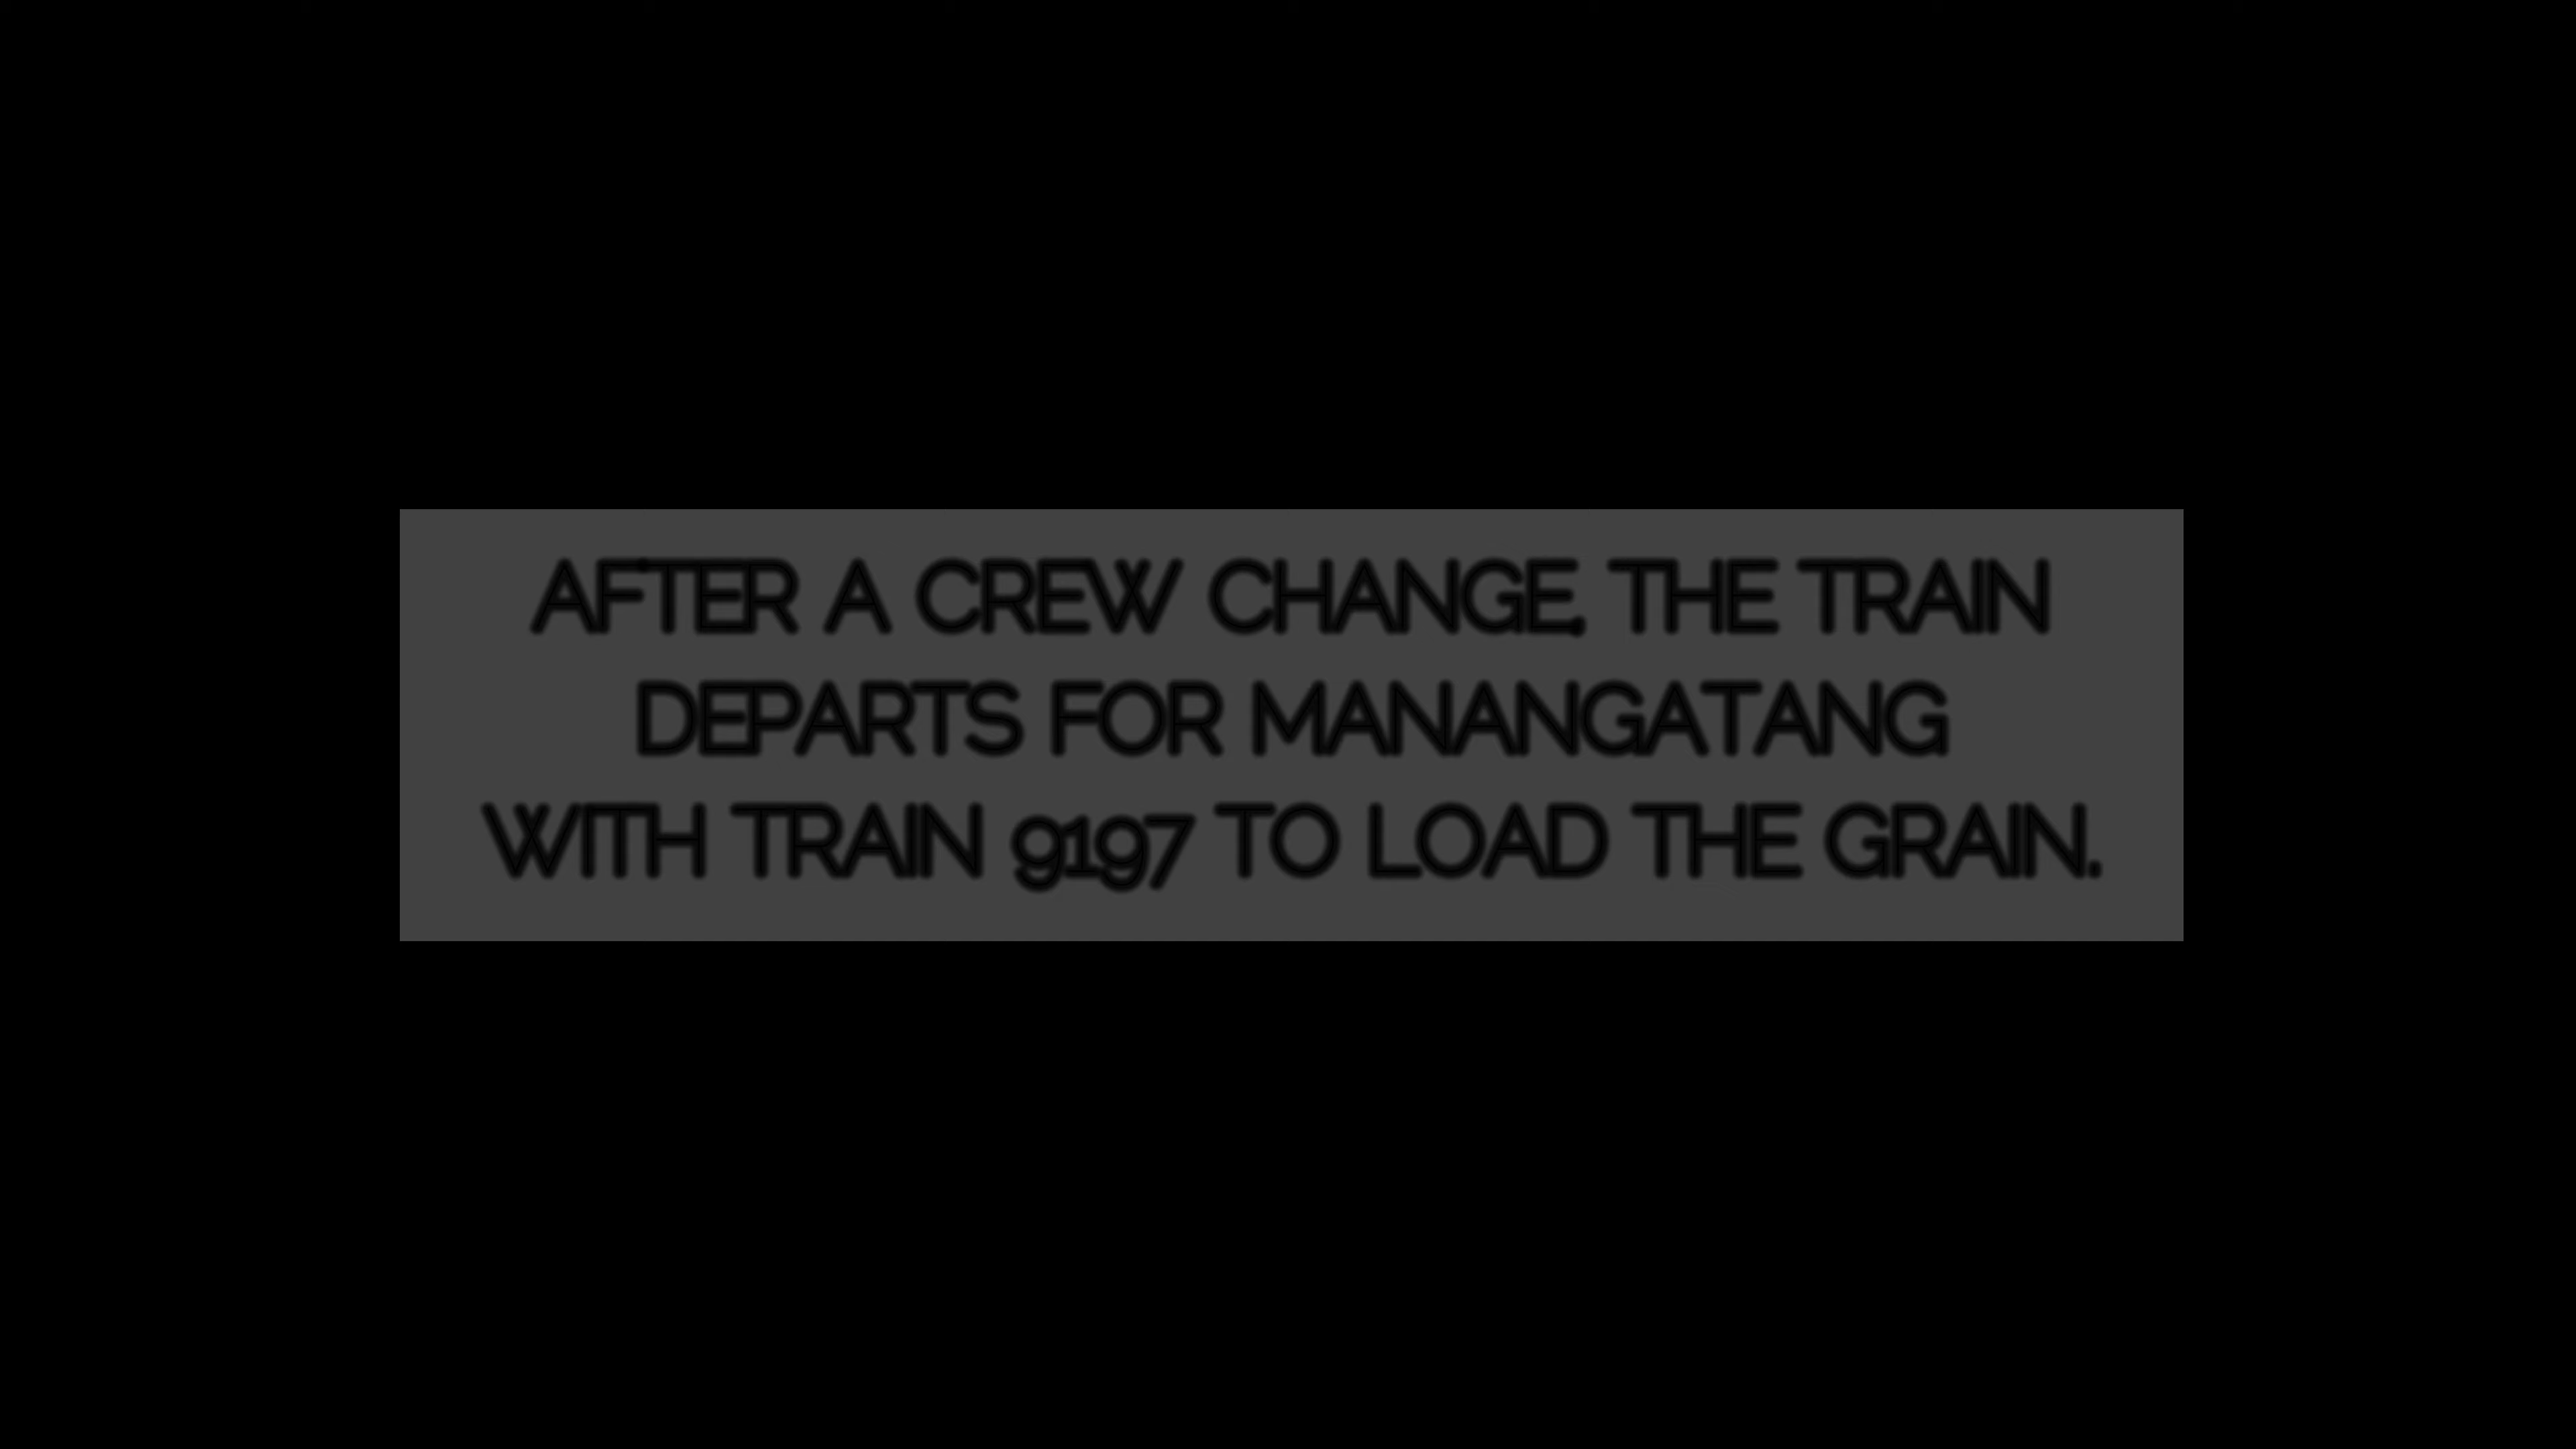 AFTER A CREW CHANGE, THE TRAIN
DEPARTS FOR MANANGATANG
WITH TRAIN 9197 TO LOAD THE GRAIN.